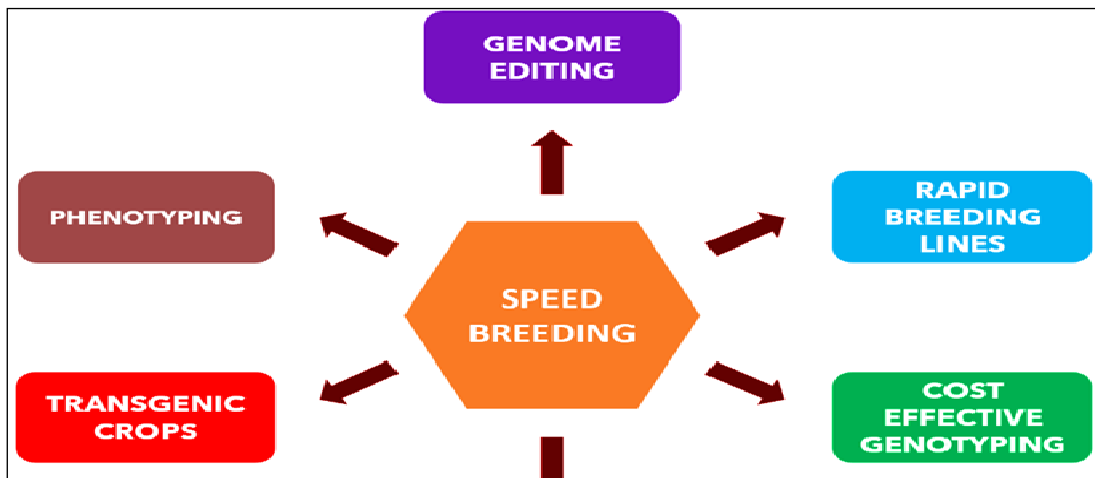 GENOME
EDITING
PHENOTYPING
RAPID
BREEDING
LINES
SPEED
BREEDING
TRANSGENIC
CROPS
COST
EFFECTIVE
GENOTYPING